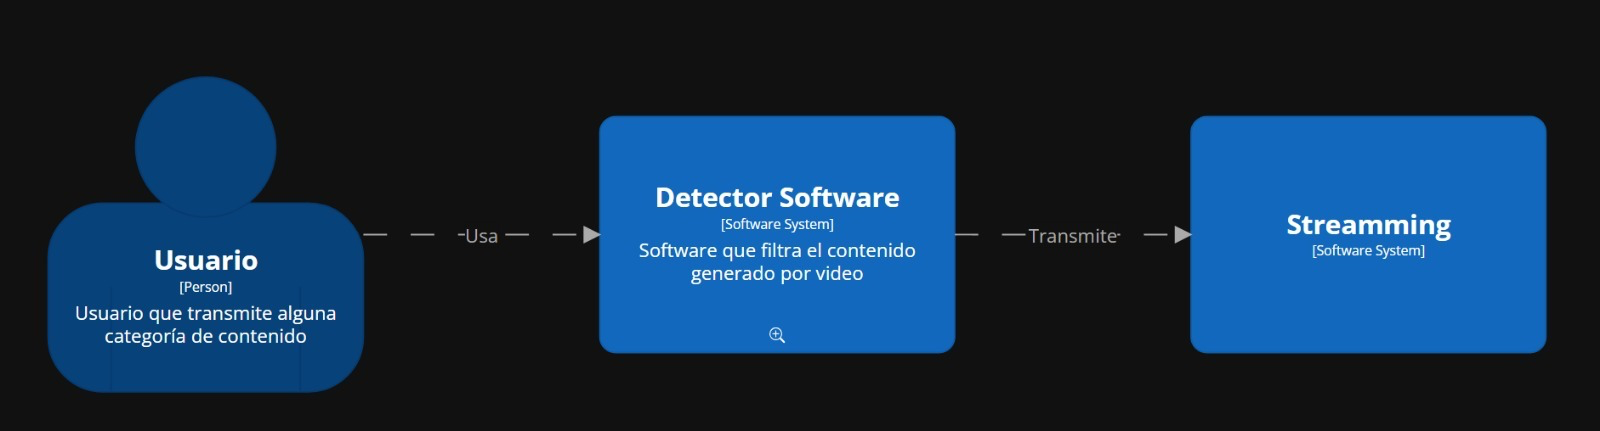 Usuario
[Person]
Usuario que transmite alguna
categoría de contenido
Usa
Detector Software
[Software System]
Software que filtra el contenido
generado por video
Transmite
Streamming
[Software System]